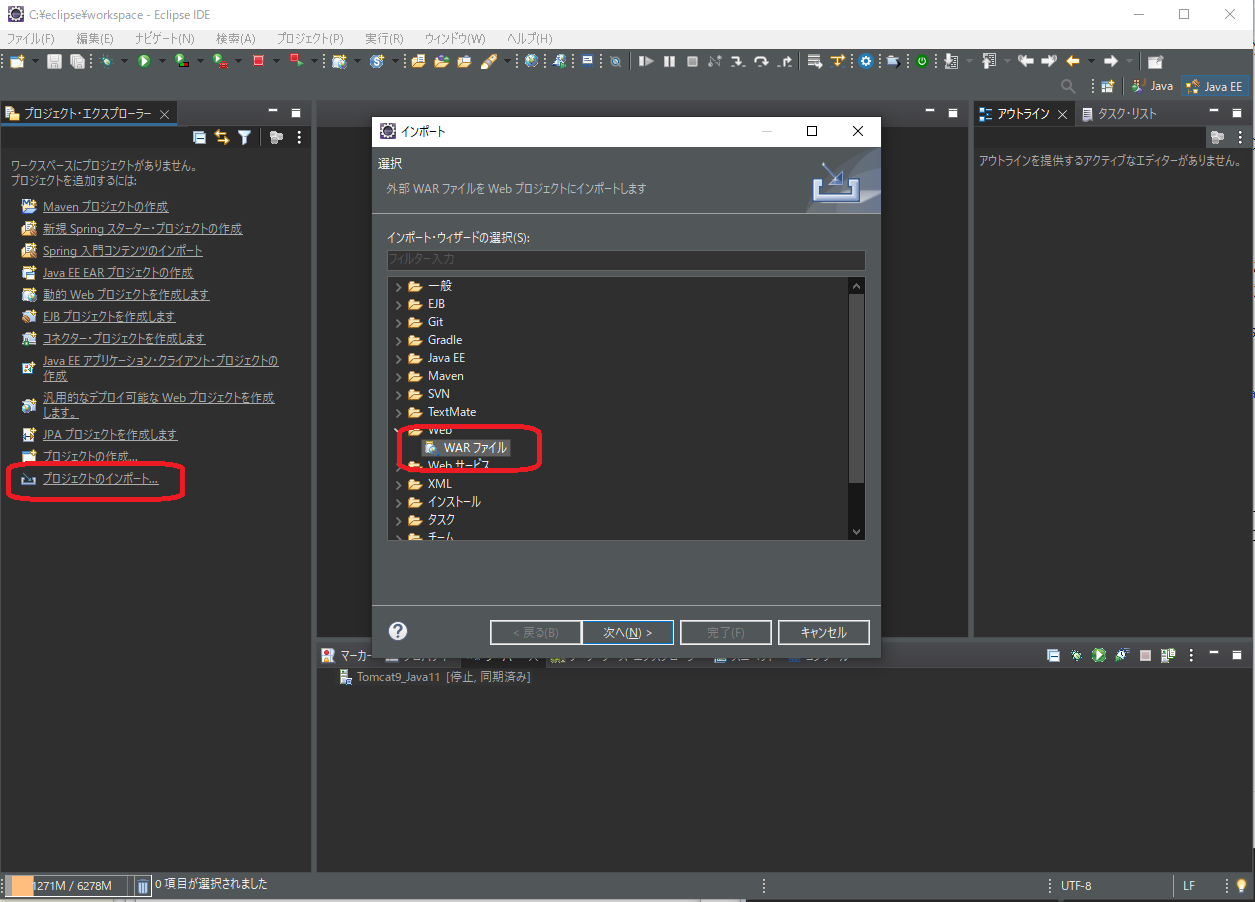 C:¥eclipse¥workspace - Eclipse IDE
ファイル(F) 編集(E) ナビゲート(N) 検索(A) プロジェクト(P) 実行(R) ウィンドウ(W) ヘルプ(H)
Java Java EE
プロジェクト・エクスプローラー
ワークスペースにプロジェクトがありません。
プロジェクトを追加するには:
Maven プロジェクトの作成
新規 Spring スターター・プロジェクトの作成
Spring 入門コンテンツのインポート
Java EE EAR プロジェクトの作成
動的 Web プロジェクトを作成します
EJB プロジェクトを作成します
コネクター・プロジェクトを作成します
Java EE アプリケーション・クライアント・プロジェクトの
作成
汎用的なデプロイ可能な Web プロジェクトを作成
します。
JPA プロジェクトを作成します
プロジェクトの作成...
プロジェクトのインポート...
インポート
選択
外部 WAR ファイルを Web プロジェクトにインポートします
インポート・ウィザードの選択(S):
フィルター入力
一般
EJB
Git
Gradle
Java EE
Maven
SVN
TextMate
Web
WAR ファイル
Web サービス
XML
インストール
タスク
チーム
< 戻る(B) 次へ(N) > 完了(F) キャンセル
アウトライン タスク・リスト
アウトラインを提供するアクティブなエディターがありません。
マーカー
Tomcat9_Java11 [停止, 同期済み]
1271M / 6278M 0 項目が選択されました UTF-8 LF